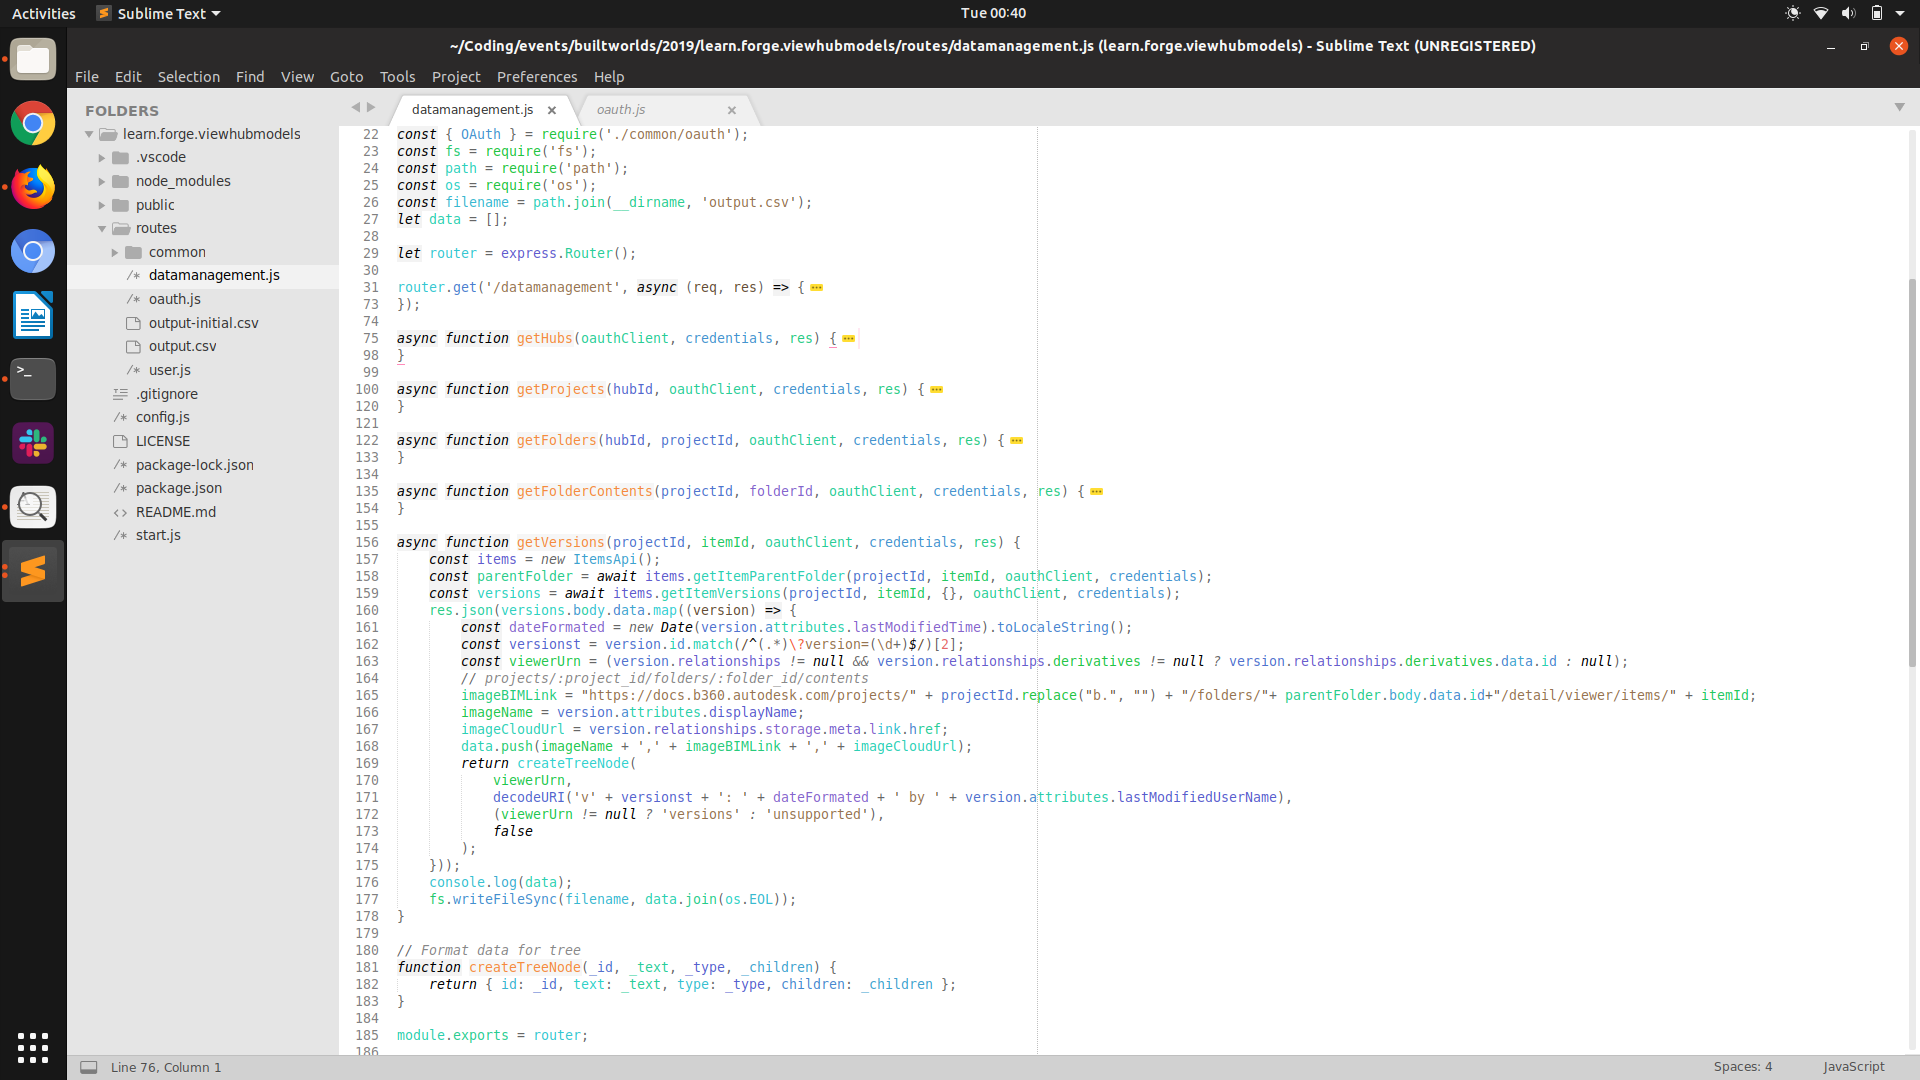 Activities Sublime Text Tue 00:40
~/Coding/events/builtworlds/2019/learn.forge.viewhubmodels/routes/datamanagement.js (learn.forge.viewhubmodels) - Sublime Text (UNREGISTERED)
File Edit Selection Find View Goto Tools Project Preferences Help
FOLDERS
learn.forge.viewhubmodels
.vscode
node_modules
public
routes
common
datamanagement.js
oauth.js
output-initial.csv
output.csv
user.js
.gitignore
config.js
LICENSE
package-lock.json
package.json
README.md
start.js
datamanagement.js × oauth.js ×
22 const { OAuth } = require('./common/oauth');
23 const fs = require('fs');
24 const path = require('path');
25 const os = require('os');
26 const filename = path.join(__dirname, 'output.csv');
27 let data = [];
28
29 let router = express.Router();
30
31 router.get('/datamanagement', async (req, res) => { ...
73 });
74
75 async function getHubs(oauthClient, credentials, res) { ...
98 }
99
100 async function getProjects(hubId, oauthClient, credentials, res) { ...
120 }
121
122 async function getFolders(hubId, projectId, oauthClient, credentials, res) { ...
133 }
134
135 async function getFolderContents(projectId, folderId, oauthClient, credentials, res) { ...
154 }
155
156 async function getVersions(projectId, itemId, oauthClient, credentials, res) {
157     const items = new ItemsApi();
158     const parentFolder = await items.getItemParentFolder(projectId, itemId, oauthClient, credentials);
159     const versions = await items.getItemVersions(projectId, itemId, {}, oauthClient, credentials);
160     res.json(versions.body.data.map((version) => {
161         const dateFormated = new Date(version.attributes.lastModifiedTime).toLocaleString();
162         const versionst = version.id.match(/^(.*)\?version=(\d+)$/)[2];
163         const viewerUrn = (version.relationships != null && version.relationships.derivatives != null ? version.relationships.derivatives.data.id : null);
164         // projects/:project_id/folders/:folder_id/contents
165         imageBIMLink = "https://docs.b360.autodesk.com/projects/" + projectId.replace("b.", "") + "/folders/"+ parentFolder.body.data.id+"/detail/viewer/items/" + itemId;
166         imageName = version.attributes.displayName;
167         imageCloudUrl = version.relationships.storage.meta.link.href;
168         data.push(imageName + ',' + imageBIMLink + ',' + imageCloudUrl);
169         return createTreeNode(
170             viewerUrn,
171             decodeURI('v' + versionst + ': ' + dateFormated + ' by ' + version.attributes.lastModifiedUserName),
172             (viewerUrn != null ? 'versions' : 'unsupported'),
173             false
174         );
175     }));
176     console.log(data);
177     fs.writeFileSync(filename, data.join(os.EOL));
178 }
179
180 // Format data for tree
181 function createTreeNode(_id, _text, _type, _children) {
182     return { id: _id, text: _text, type: _type, children: _children };
183 }
184
185 module.exports = router;
186
Line 76, Column 1 Spaces: 4 JavaScript